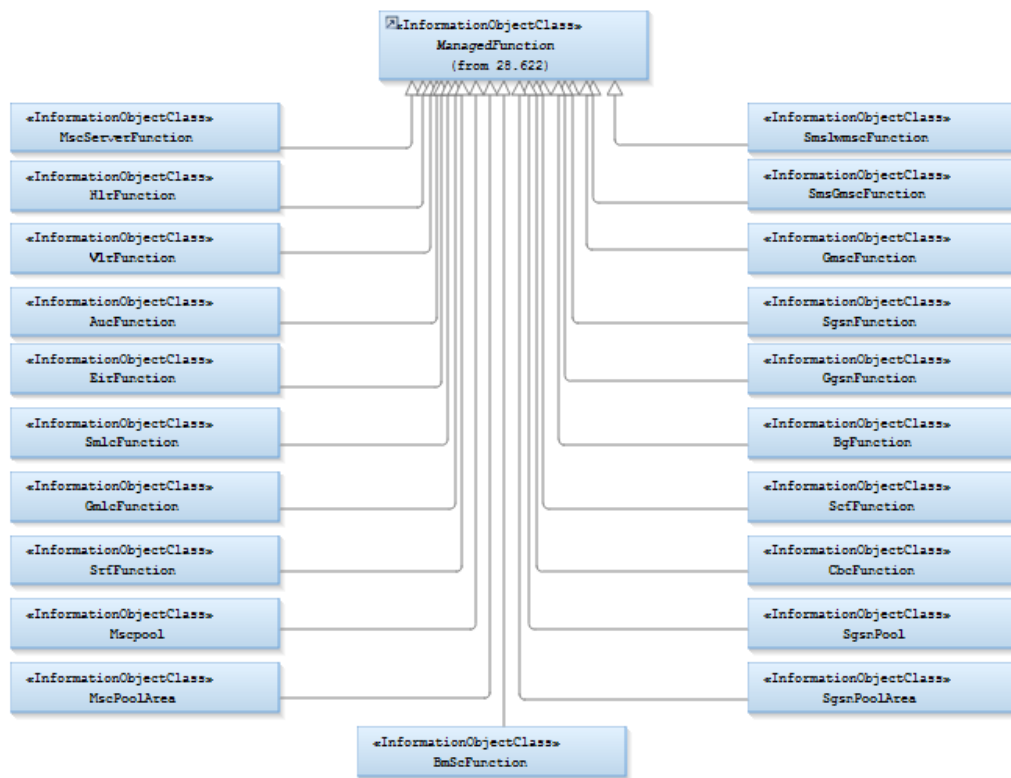 «InformationObjectClass»
ManagedFunction
(from 28.622)
«InformationObjectClass»
MscServerFunction
«InformationObjectClass»
HlrFunction
«InformationObjectClass»
VlrFunction
«InformationObjectClass»
AucFunction
«InformationObjectClass»
EirFunction
«InformationObjectClass»
SmlcFunction
«InformationObjectClass»
GmlcFunction
«InformationObjectClass»
SrfFunction
«InformationObjectClass»
Mscpool
«InformationObjectClass»
MscPoolArea
«InformationObjectClass»
SmsIwmscFunction
«InformationObjectClass»
SmsGmscFunction
«InformationObjectClass»
GmscFunction
«InformationObjectClass»
SgsnFunction
«InformationObjectClass»
GgsnFunction
«InformationObjectClass»
BgFunction
«InformationObjectClass»
ScfFunction
«InformationObjectClass»
CbcFunction
«InformationObjectClass»
SgsnPool
«InformationObjectClass»
SgsnPoolArea
«InformationObjectClass»
BmScFunction